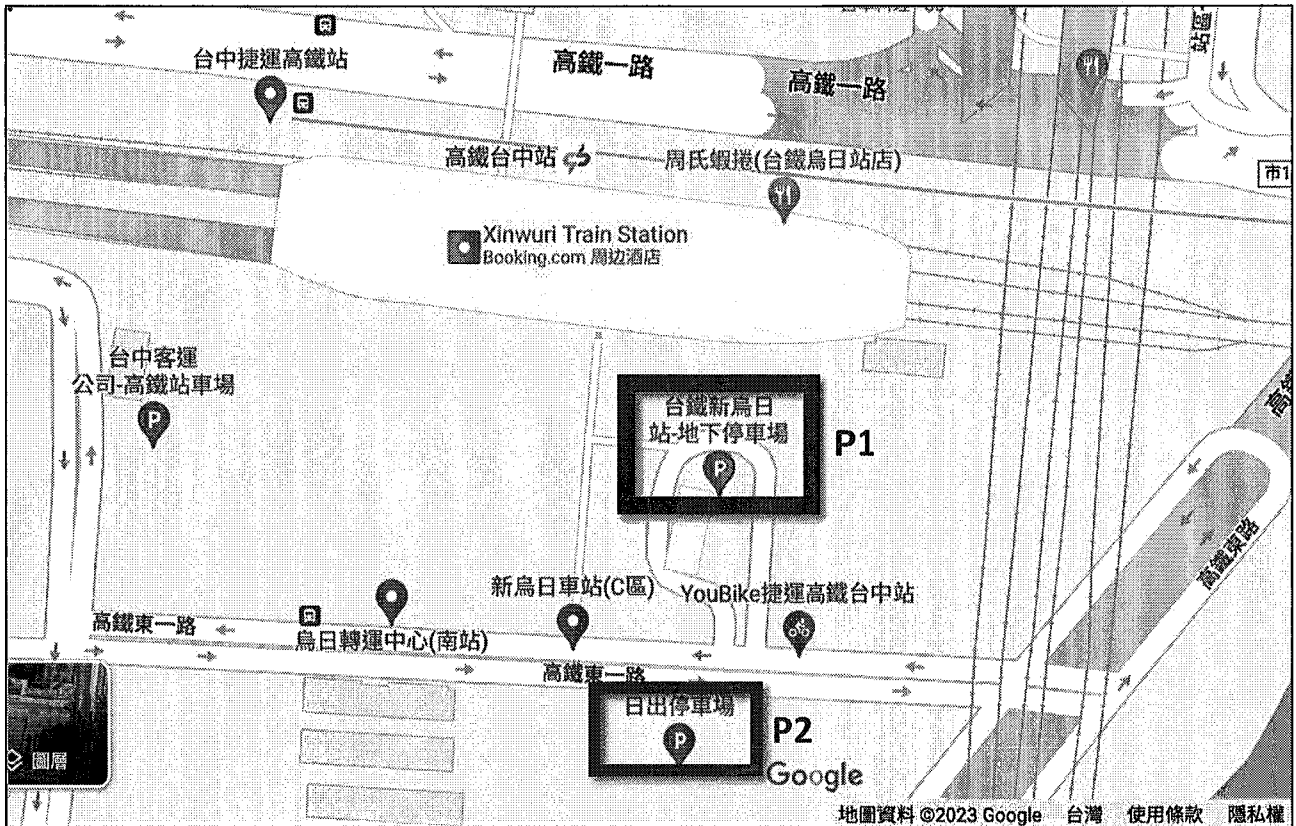 台中捷運高鐵站
高鐵一路
高鐵一路
站區
高鐵台中站
周氏蝦捲(台鐵烏日站店)
市1
Xinwuri Train Station
Booking.com 周边酒店
台中客運
公司-高鐵站車場
台鐵新烏日
站-地下停車場
P1
高鐵東路
新烏日車站(C區)
YouBike捷運高鐵台中站
高鐵東一路
烏日轉運中心(南站)
高鐵東一路
日出停車場
P2
圖層
Google
地圖資料 ©2023 Google 台灣 使用條款 隱私權